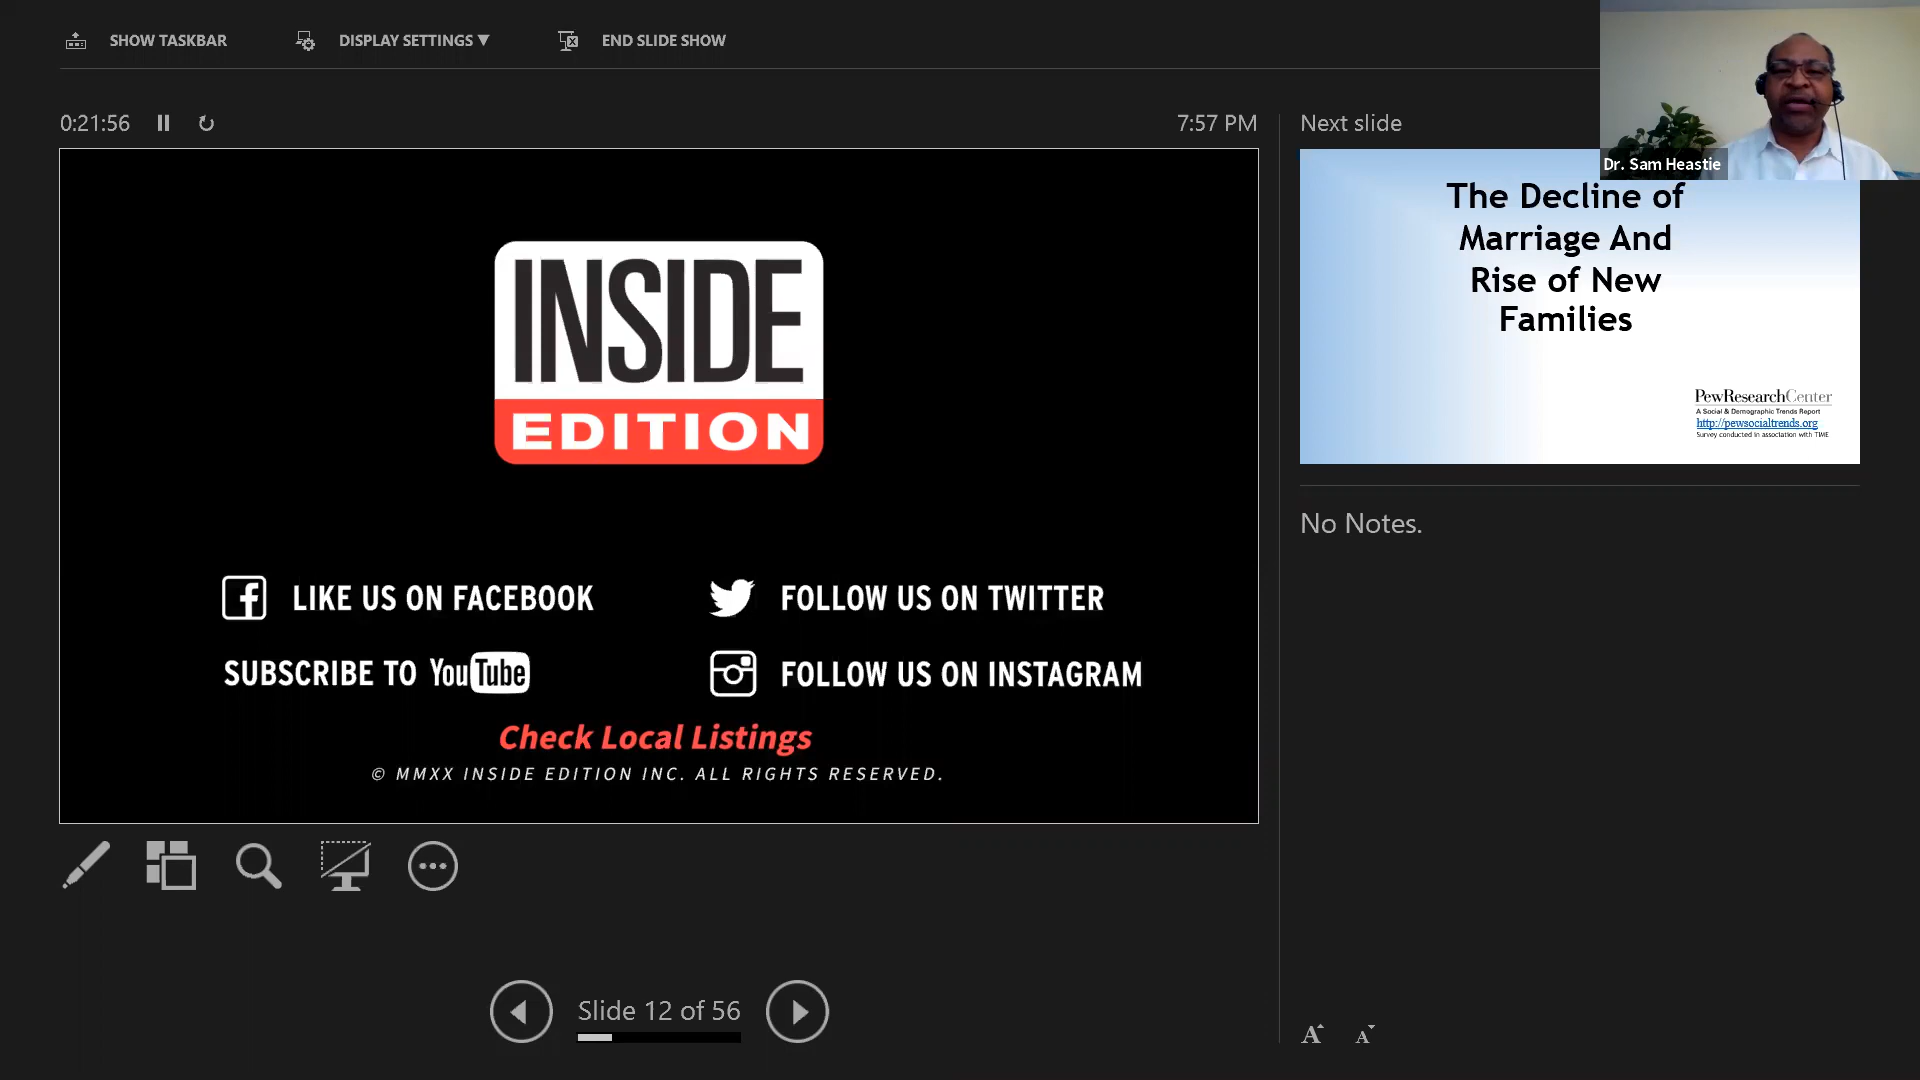 SHOW TASKBAR
DISPLAY SETTINGS ▼
END SLIDE SHOW
0:21:56
7:57 PM
INSIDE
EDITION
LIKE US ON FACEBOOK
FOLLOW US ON TWITTER
SUBSCRIBE TO YouTube
FOLLOW US ON INSTAGRAM
Check Local Listings
© MMXX INSIDE EDITION INC. ALL RIGHTS RESERVED.
Slide 12 of 56
Next slide
Dr. Sam Heastie
The Decline of
Marriage And
Rise of New
Families
PewResearchCenter
A Social & Demographic Trends Report
http://pewsocialtrends.org
Survey conducted in association with TIME
No Notes.
A A